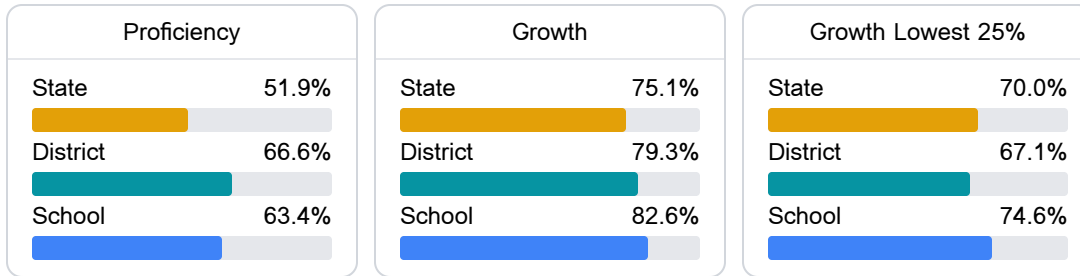 Proficiency
State 51.9%
District 66.6%
School 63.4%
Growth
State 75.1%
District 79.3%
School 82.6%
Growth Lowest 25%
State 70.0%
District 67.1%
School 74.6%